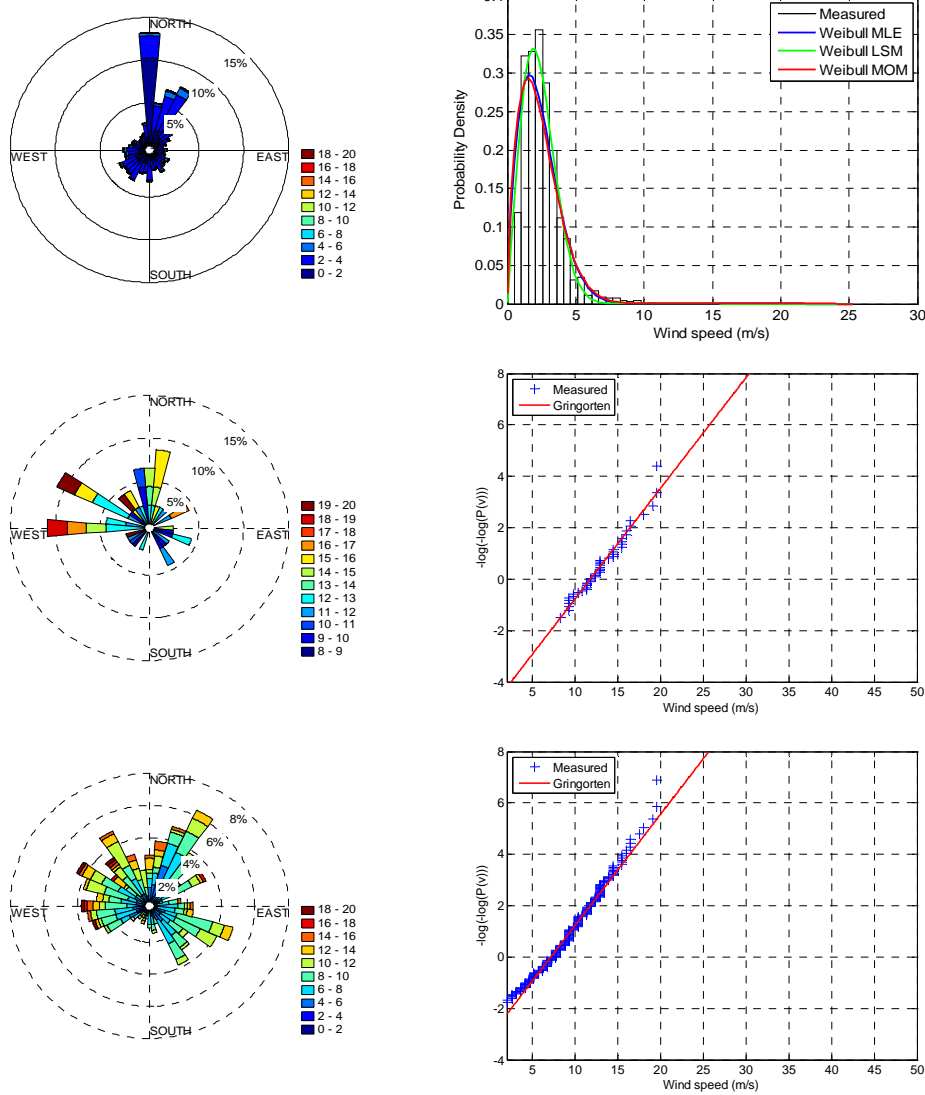 NORTH
15%
10%
5%
WEST
EAST
SOUTH
18 - 20
16 - 18
14 - 16
12 - 14
10 - 12
8 - 10
6 - 8
4 - 6
2 - 4
0 - 2
Measured
Weibull MLE
Weibull LSM
Weibull MOM
Probability Density
0.35
0.3
0.25
0.2
0.15
0.1
0.05
0
0 5 10 15 20 25 30
Wind speed (m/s)
NORTH
15%
10%
5%
WEST
EAST
SOUTH
19 - 20
18 - 19
17 - 18
16 - 17
15 - 16
14 - 15
13 - 14
12 - 13
11 - 12
10 - 11
9 - 10
8 - 9
Measured
Gringorten
-log(-log(P(v)))
8
6
4
2
0
-2
-4
5 10 15 20 25 30 35 40 45 50
Wind speed (m/s)
NORTH
8%
6%
4%
2%
WEST
EAST
SOUTH
18 - 20
16 - 18
14 - 16
12 - 14
10 - 12
8 - 10
6 - 8
4 - 6
2 - 4
0 - 2
Measured
Gringorten
-log(-log(P(v)))
8
6
4
2
0
-2
-4
5 10 15 20 25 30 35 40 45 50
Wind speed (m/s)